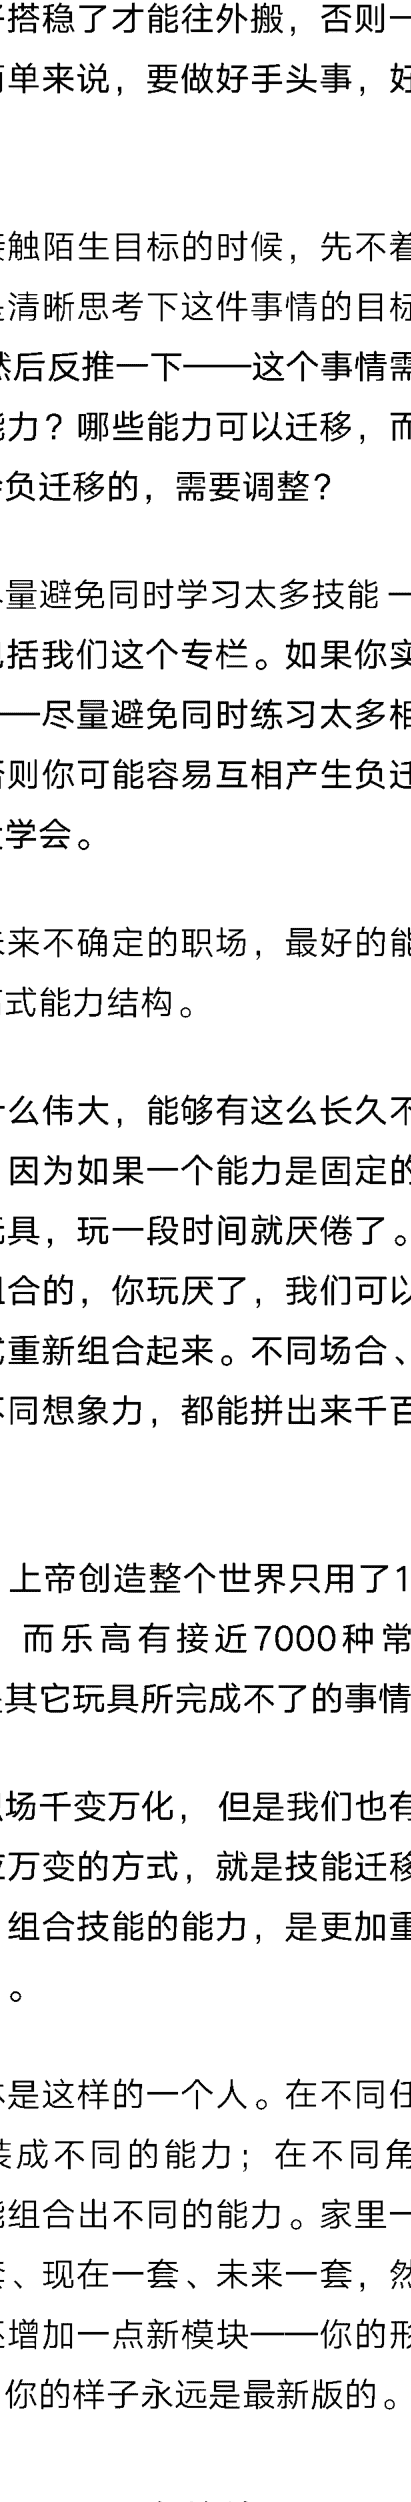 搭稳了才能往外搬，否则一
单来说，要做好手头事，好
触陌生目标的时候，先不着
清晰思考下这件事情的目标
然后反推一下——这个事情需
能力？哪些能力可以迁移，而
负迁移的，需要调整？
量避免同时学习太多技能 —
包括我们这个专栏。如果你实
——尽量避免同时练习太多相
否则你可能容易互相产生负迁
学会。
未来不确定的职场，最好的能
式能力结构。
什么伟大，能够有这么长久不
因为如果一个能力是固定的
玩具，玩一段时间就厌倦了。
组合的，你玩厌了，我们可以
式重新组合起来。不同场合、
不同想象力，都能拼出来千百
上帝创造整个世界只用了1
而乐高有接近7000种常
其它玩具所完成不了的事情
职场千变万化， 但是我们也有
应万变的方式，就是技能迁移
组合技能的能力，是更加重
。
是这样的一个人。在不同任
装成不同的能力；在不同角
能组合出不同的能力。家里一
套、现在一套、未来一套，然
增加一点新模块——你的形
你的样子永远是最新版的。